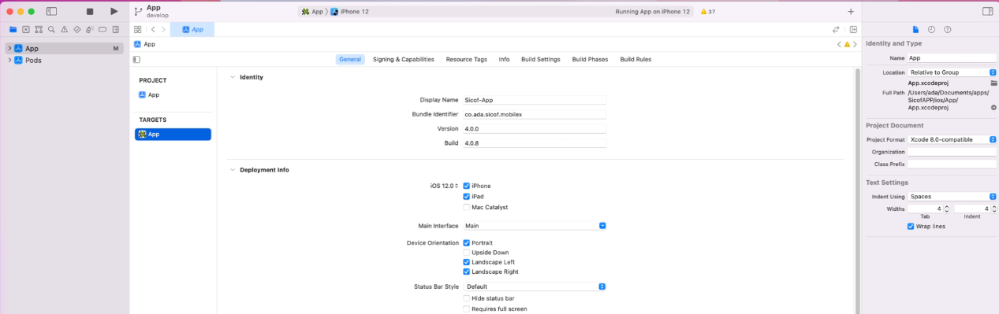 App
develop
App
iPhone 12
Running App on iPhone 12
37
App
App
M
Pods
App
General
Signing & Capabilities
Resource Tags
Info
Build Settings
Build Phases
Build Rules
PROJECT
App
TARGETS
App
Identity
Display Name Sicof-App
Bundle Identifier co.ada.sicof.mobilex
Version 4.0.0
Build 4.0.8
Deployment Info
iOS 12.0 iPhone
iPad
Mac Catalyst
Main Interface Main
Device Orientation Portrait
Upside Down
Landscape Left
Landscape Right
Status Bar Style Default
Hide status bar
Requires full screen
Identity and Type
Name App
Location Relative to Group
App.xcodeproj
Full Path /Users/ada/Documents/apps/
SicofAPP/ios/App/
App.xcodeproj
Project Document
Project Format Xcode 8.0-compatible
Organization
Class Prefix
Text Settings
Indent Using Spaces
Widths 4 4
Tab Indent
Wrap lines